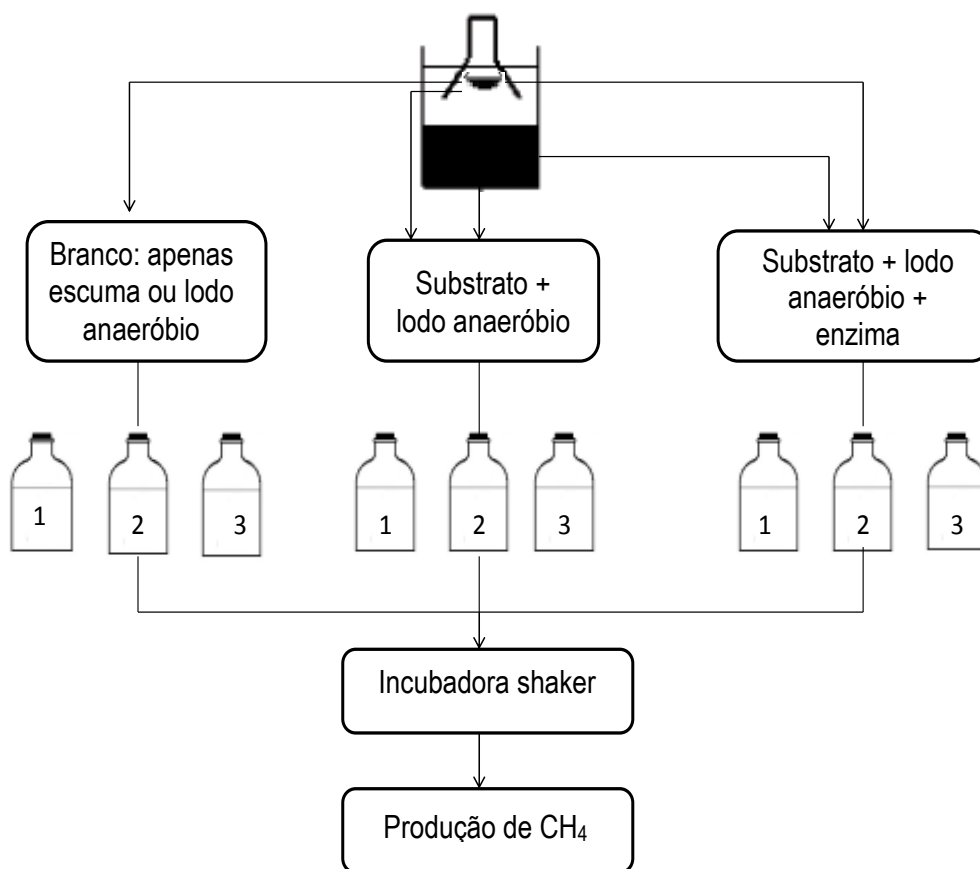 Branco: apenas
escuma ou lodo
anaeróbio
Substrato +
lodo anaeróbio
Substrato + lodo
anaeróbio +
enzima
1
2
3
1
2
3
1
2
3
Incubadora shaker
Produção de CH₄